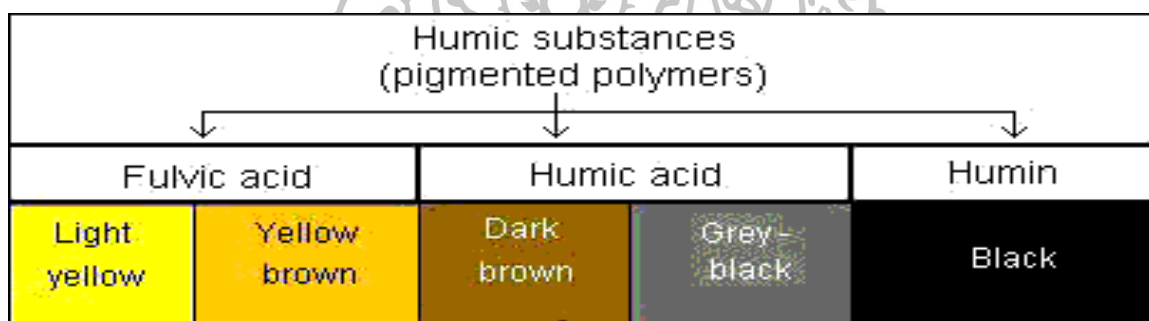 Humic substances
(pigmented polymers)
Fulvic acid
Humic acid
Humin
Light
yellow
Yellow
brown
Dark
brown
Grey-
black
Black